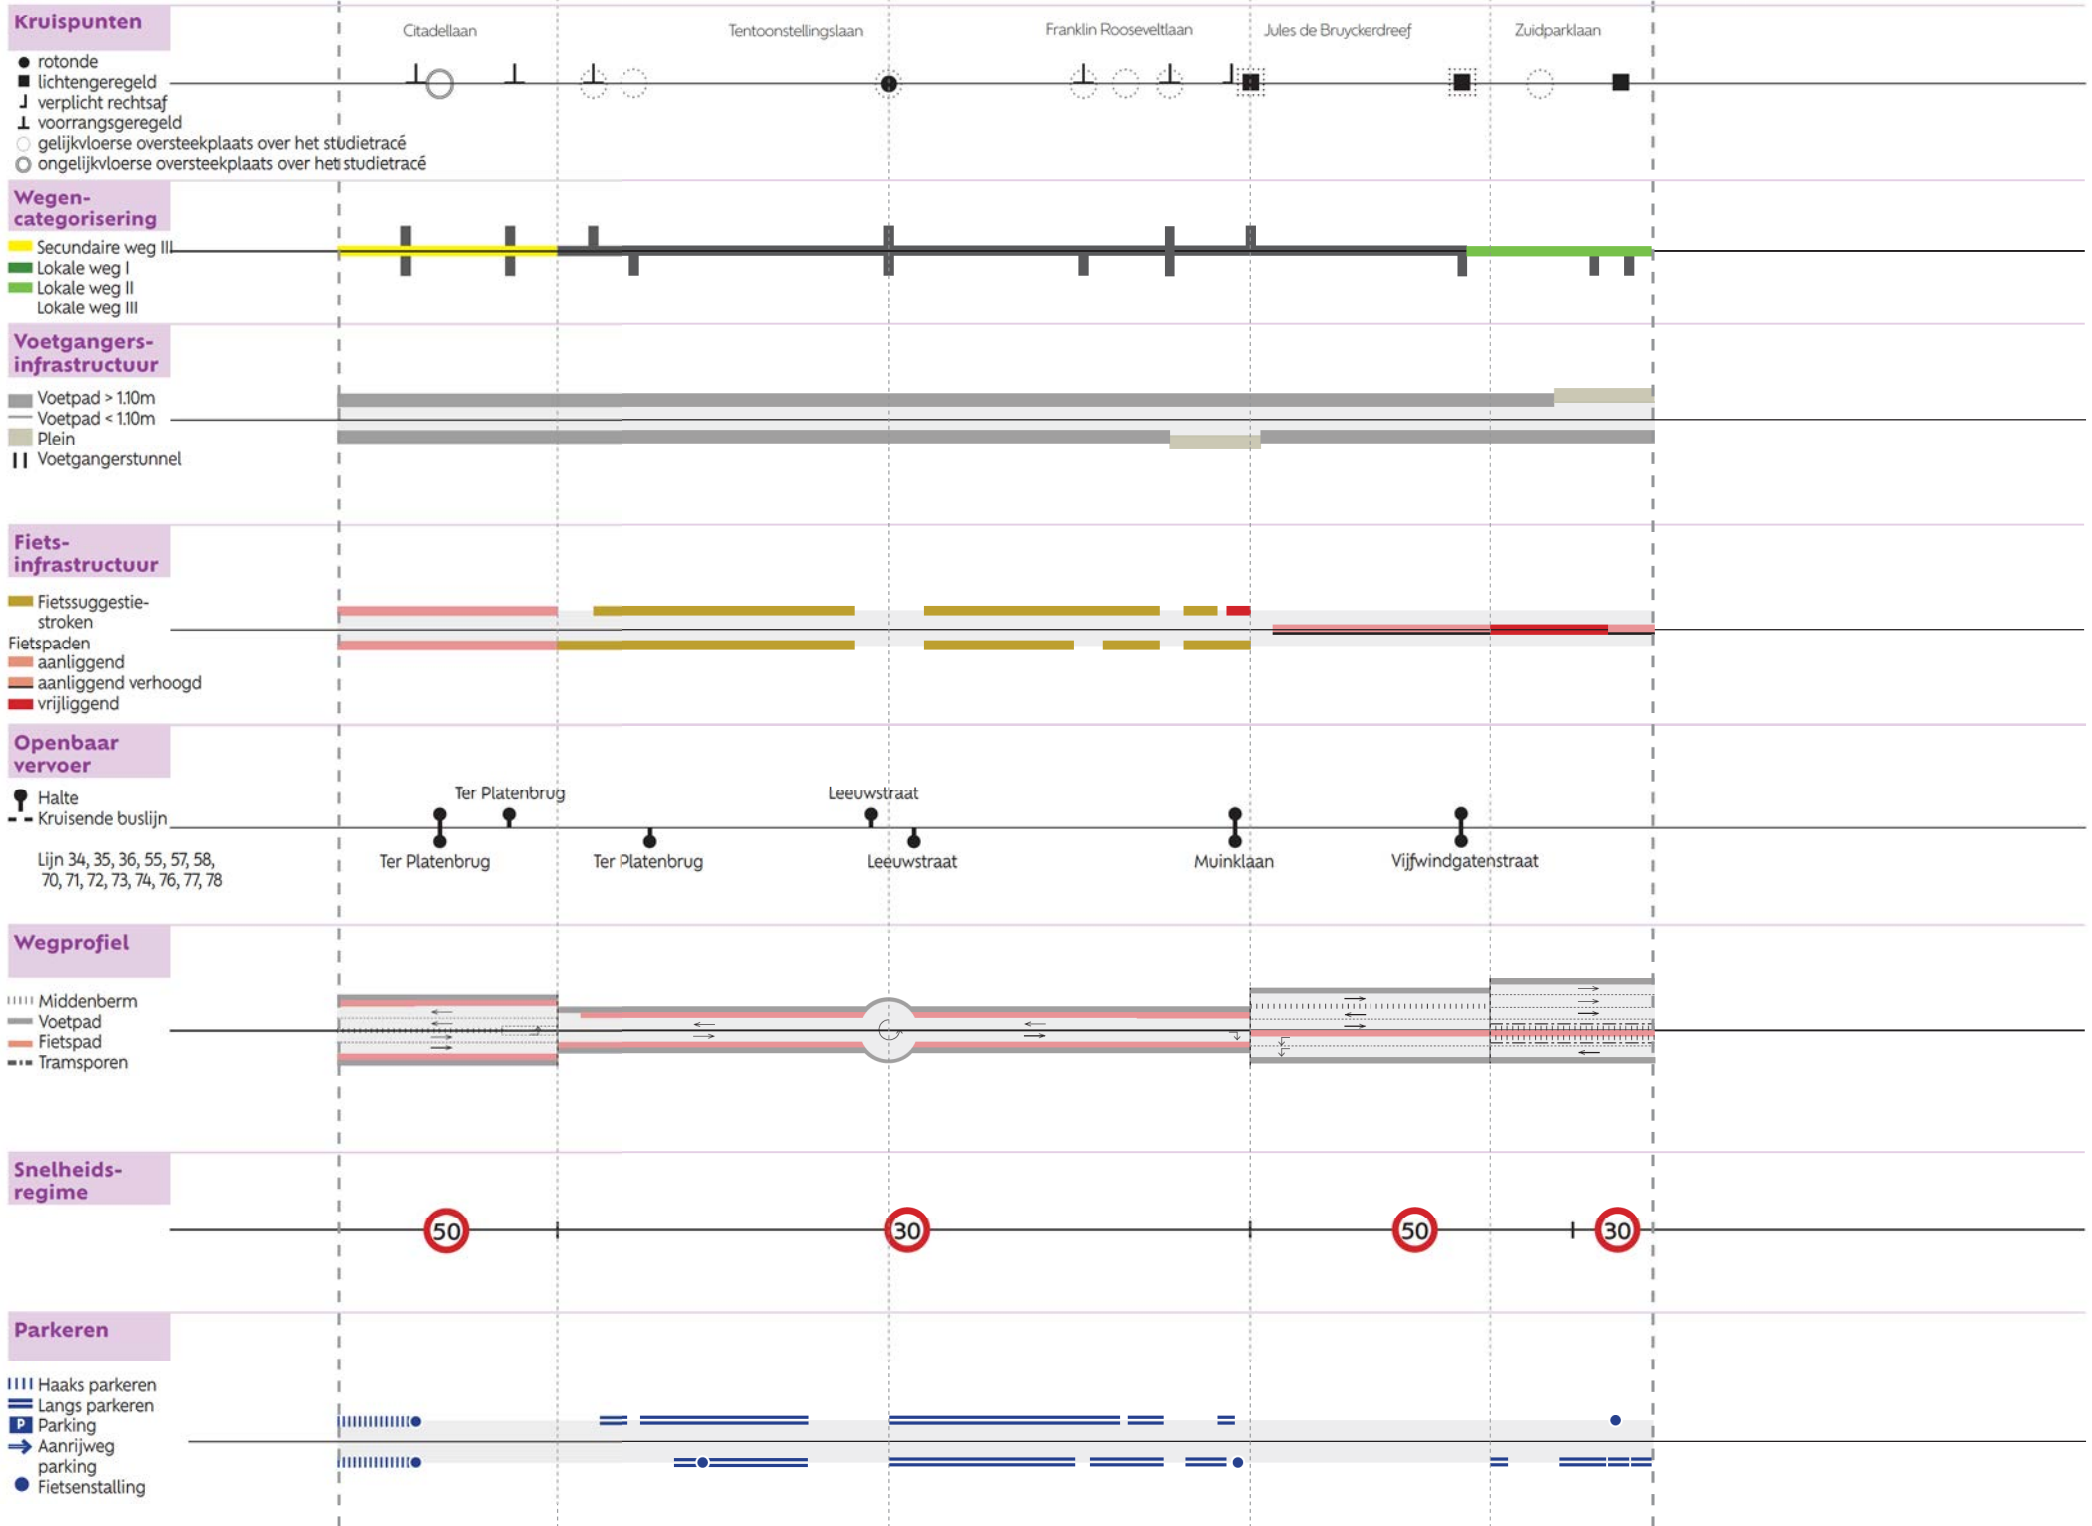 Kruispunten
Citadellaan
Tentoonstellingslaan
Franklin Rooseveltlaan
Jules de Bruyckerdreef
Zuidparklaan
rotonde
lichtengeregeld
verplicht rechtsaf
voorrangsgeregeld
gelijkvloerse oversteekplaats over het studietracé
ongelijkvloerse oversteekplaats over het studietracé
Wegen-
categorisering
Secundaire weg III
Lokale weg I
Lokale weg II
Lokale weg III
Voetgangers-
infrastructuur
Voetpad > 1.10m
Voetpad < 1.10m
Plein
Voetgangerstunnel
Fiets-
infrastructuur
Fietssuggestie-
stroken
Fietspaden
aanliggend
aanliggend verhoogd
vrijliggend
Openbaar
vervoer
Halte
Kruisende buslijn
Lijn 34, 35, 36, 55, 57, 58,
70, 71, 72, 73, 74, 76, 77, 78
Ter Platenbrug
Leeuwstraat
Ter Platenbrug
Ter Platenbrug
Leeuwstraat
Muinklaan
Vijfwindgatenstraat
Wegprofiel
Middenberm
Voetpad
Fietspad
Tramsporen
Snelheids-
regime
50
30
50
30
Parkeren
Haaks parkeren
Langs parkeren
P Parking
Aanrijweg
parking
Fietsenstalling